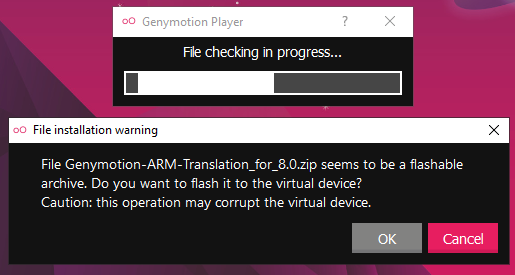 Genymotion Player
File checking in progress...
File installation warning
File Genymotion-ARM-Translation_for_8.0.zip seems to be a flashable
archive. Do you want to flash it to the virtual device?
Caution: this operation may corrupt the virtual device.
OK Cancel